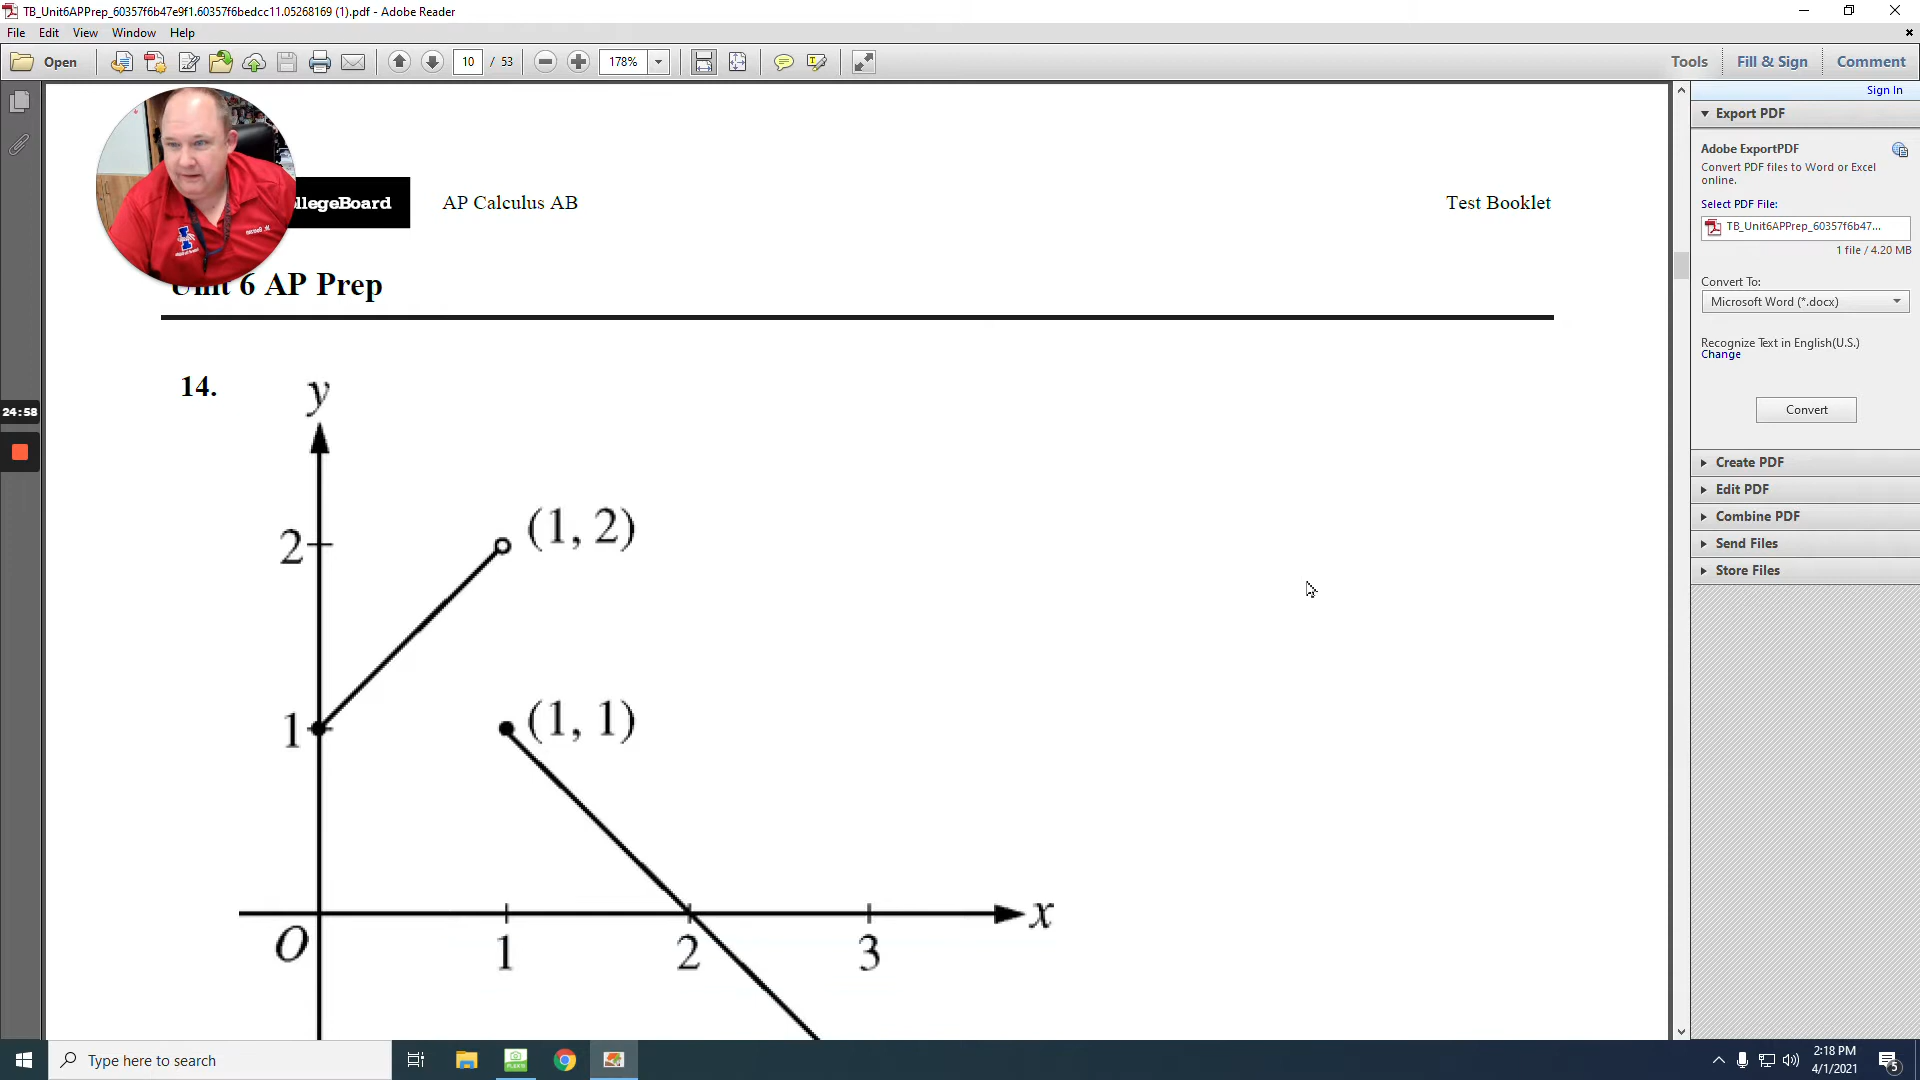 TB_Unit6APPrep_60357f6b47e9f1.60357f6bedcc11.05268169 (1).pdf - Adobe Reader
File Edit View Window Help
Open 10 / 53 178% Tools Fill & Sign Comment
Sign In
Export PDF
Adobe ExportPDF
Convert PDF files to Word or Excel
online.
Select PDF File:
TB_Unit6APPrep_60357f6b47...
1 file / 4.20 MB
Convert To:
Microsoft Word (*.docx)
Recognize Text in English(U.S.)
Change
Convert
Create PDF
Edit PDF
Combine PDF
Send Files
Store Files
llegeBoard AP Calculus AB Test Booklet
Unit 6 AP Prep
14.
y
2 (1, 2)
1 (1, 1)
x
O 1 2 3
24:58
Type here to search
2:18 PM
4/1/2021
5